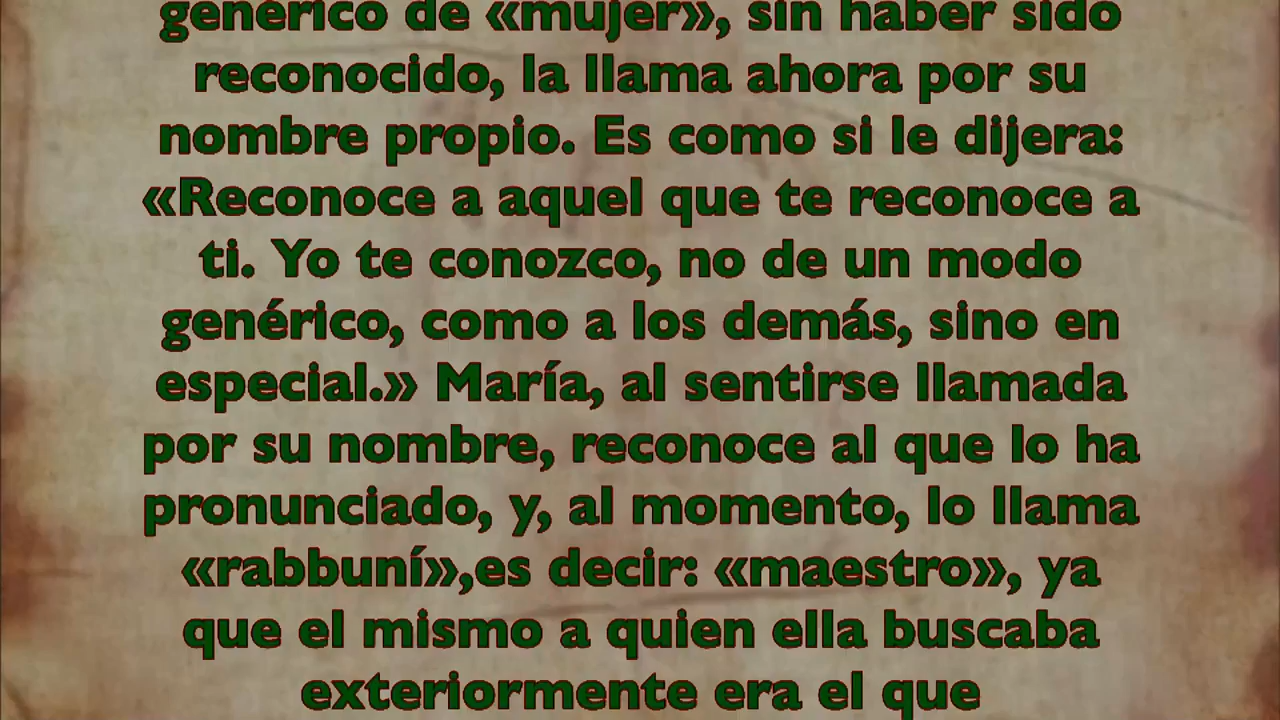 genérico de «mujer», sin haber sido
reconocido, la llama ahora por su
nombre propio. Es como si le dijera:
«Reconoce a aquel que te reconoce a
ti. Yo te conozco, no de un modo
genérico, como a los demás, sino en
especial.» María, al sentirse llamada
por su nombre, reconoce al que lo ha
pronunciado, y, al momento, lo llama
«rabbuní»,es decir: «maestro», ya
que el mismo a quien ella buscaba
exteriormente era el que